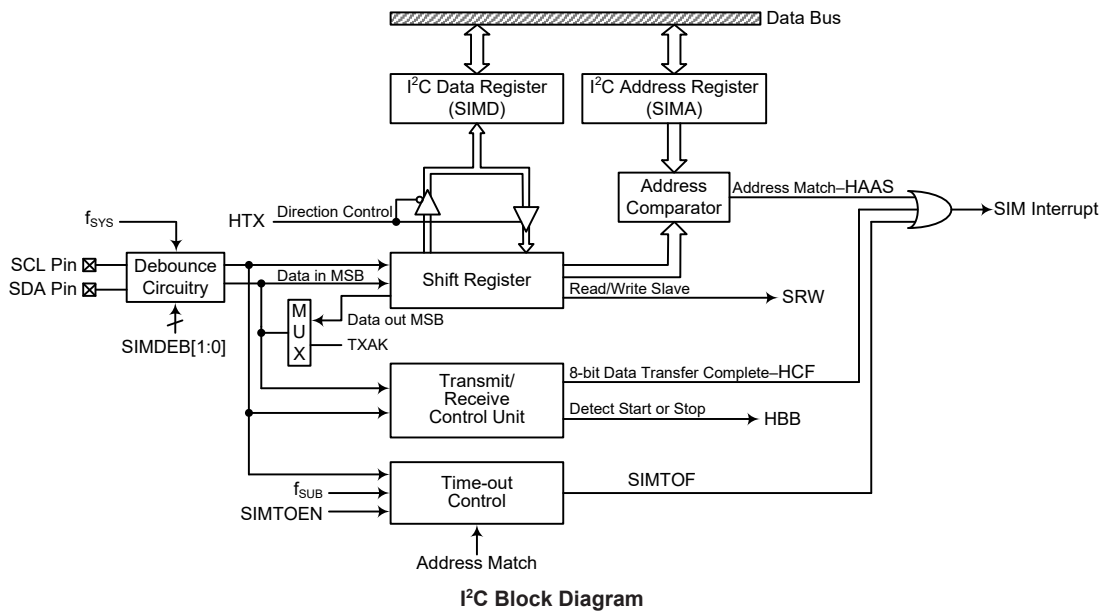 Data Bus
I²C Data Register
(SIMD)
I²C Address Register
(SIMA)
Address
Comparator
Address Match–HAAS
SIM Interrupt
HTX
Direction Control
fSYS
SCL Pin
SDA Pin
Debounce
Circuitry
SIMDEB[1:0]
Data in MSB
Shift Register
Read/Write Slave
SRW
M
U
X
Data out MSB
TXAK
Transmit/
Receive
Control Unit
8-bit Data Transfer Complete–HCF
Detect Start or Stop
HBB
fSUB
SIMTOEN
Time-out
Control
SIMTOF
Address Match
I²C Block Diagram